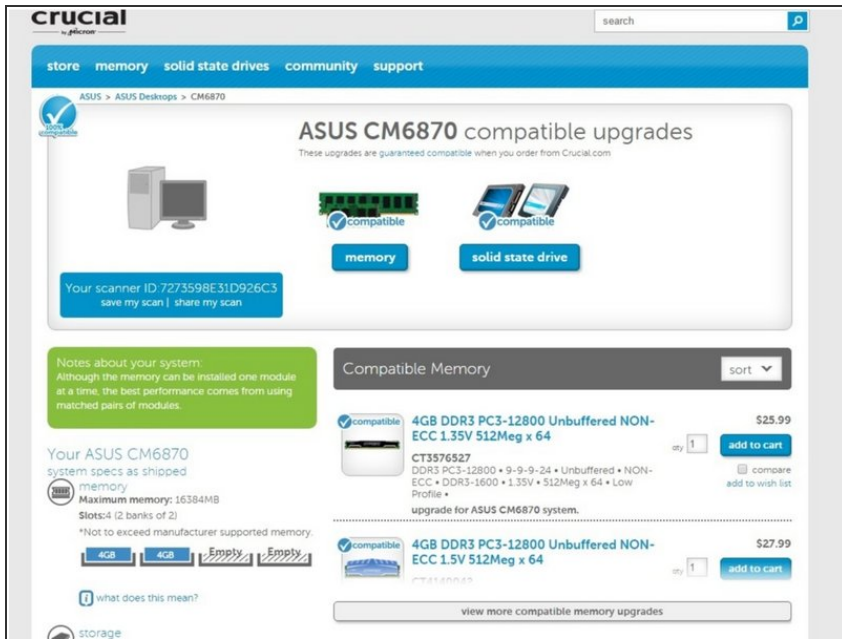 crucial
by Micron
search
store memory solid state drives community support
ASUS > ASUS Desktops > CM6870
100%
compatible
ASUS CM6870 compatible upgrades
These upgrades are guaranteed compatible when you order from Crucial.com
compatible
compatible
memory
solid state drive
Your scanner ID:7273598E31D926C3
save my scan | share my scan
Notes about your system:
Although the memory can be installed one module
at a time, the best performance comes from using
matched pairs of modules.
Your ASUS CM6870
system specs as shipped
memory
Maximum memory: 16384MB
Slots:4 (2 banks of 2)
*Not to exceed manufacturer supported memory.
4GB 4GB Empty Empty
what does this mean?
storage
Compatible Memory
sort
compatible
4GB DDR3 PC3-12800 Unbuffered NON-
ECC 1.35V 512Meg x 64
CT3576527
DDR3 PC3-12800 • 9-9-9-24 • Unbuffered • NON-
ECC • DDR3-1600 • 1.35V • 512Meg x 64 • Low
Profile •
upgrade for ASUS CM6870 system.
$25.99
qty 1 add to cart
compare
add to wish list
compatible
4GB DDR3 PC3-12800 Unbuffered NON-
ECC 1.5V 512Meg x 64
$27.99
qty 1 add to cart
view more compatible memory upgrades